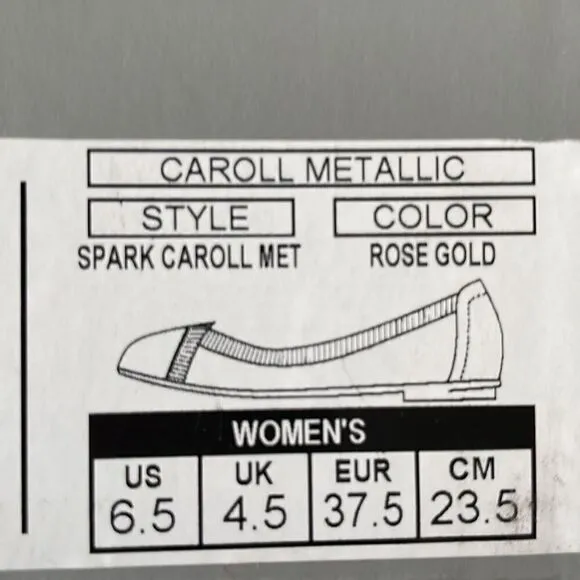 CAROLL METALLIC
STYLE COLOR
SPARK CAROLL MET ROSE GOLD
WOMEN'S
US UK EUR CM
6.5 4.5 37.5 23.5